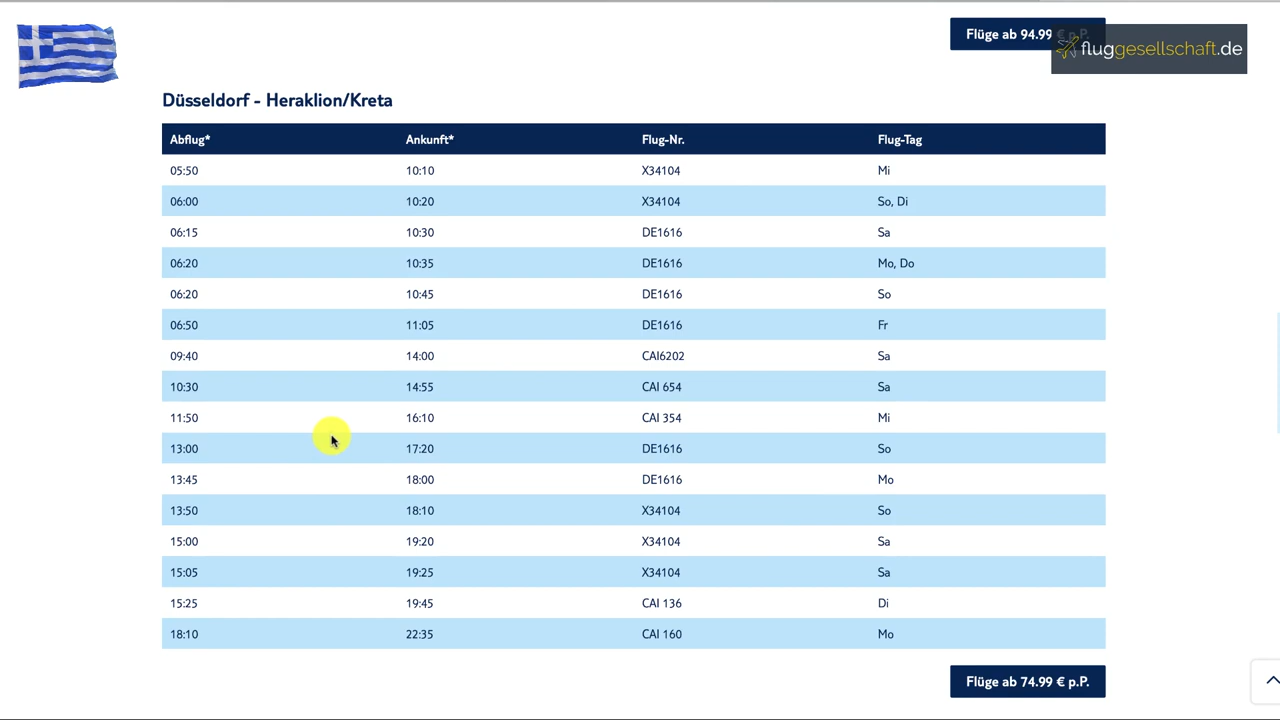 Flüge ab 94.99 € p.P.
fluggesellschaft.de
Düsseldorf - Heraklion/Kreta
Abflug* Ankunft* Flug-Nr. Flug-Tag
05:50 10:10 X34104 Mi
06:00 10:20 X34104 So, Di
06:15 10:30 DE1616 Sa
06:20 10:35 DE1616 Mo, Do
06:20 10:45 DE1616 So
06:50 11:05 DE1616 Fr
09:40 14:00 CAI6202 Sa
10:30 14:55 CAI 654 Sa
11:50 16:10 CAI 354 Mi
13:00 17:20 DE1616 So
13:45 18:00 DE1616 Mo
13:50 18:10 X34104 So
15:00 19:20 X34104 Sa
15:05 19:25 X34104 Sa
15:25 19:45 CAI 136 Di
18:10 22:35 CAI 160 Mo
Flüge ab 74.99 € p.P.